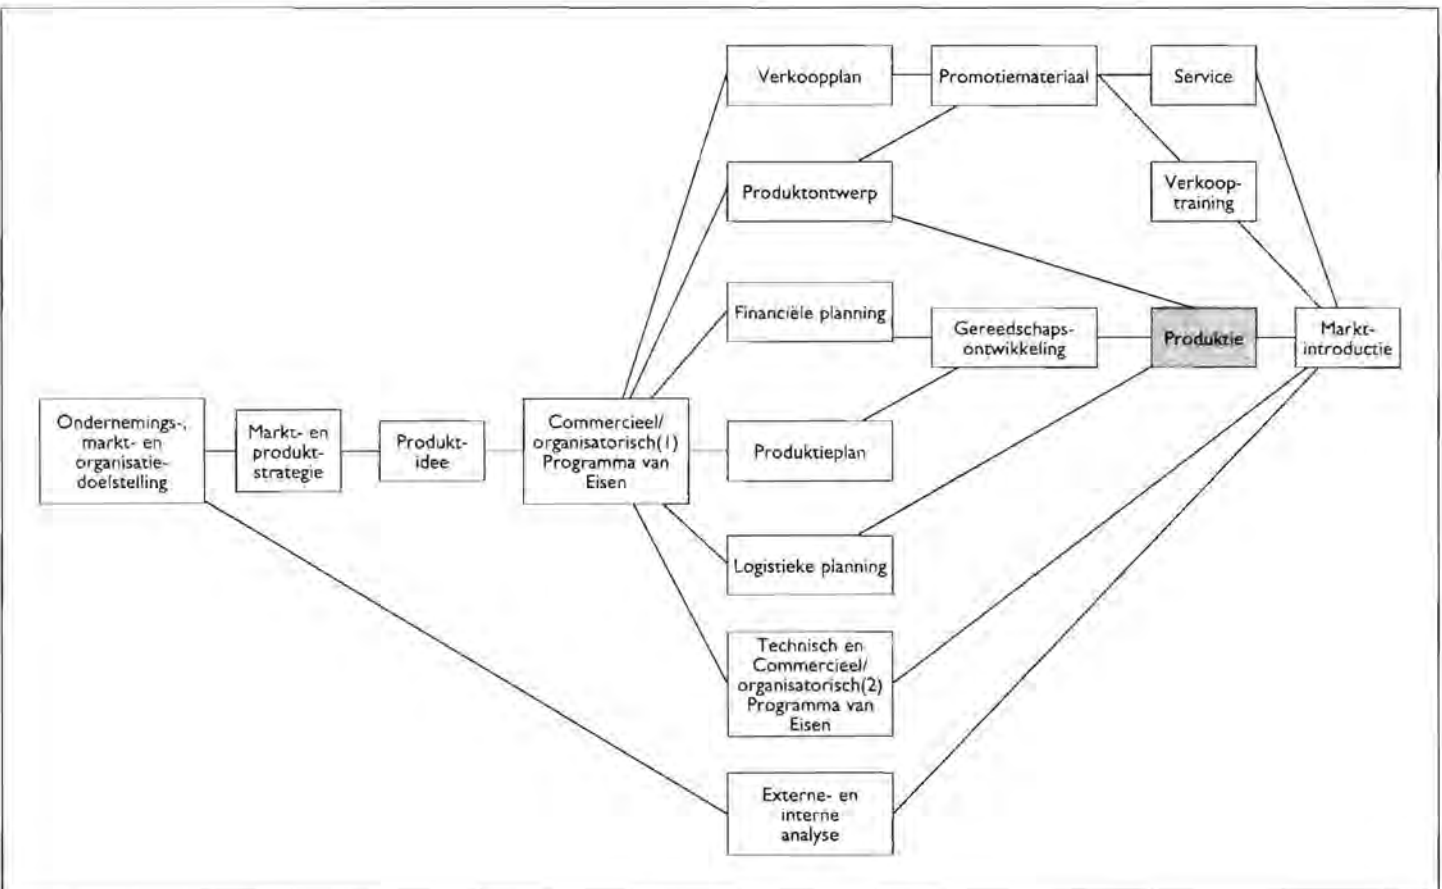 Verkoopplan
Promotiemateriaal
Service
Produktontwerp
Verkoop-
training
Financiële planning
Gereedschaps-
ontwikkeling
Produktie
Markt-
introductie
Ondernemings-,
markt- en
organisatie-
doelstelling
Markt- en
produkt-
strategie
Produkt-
idee
Commercieel/
organisatorisch(1)
Programma van
Eisen
Produktieplan
Logistieke planning
Technisch en
Commercieel/
organisatorisch(2)
Programma van
Eisen
Externe- en
interne
analyse